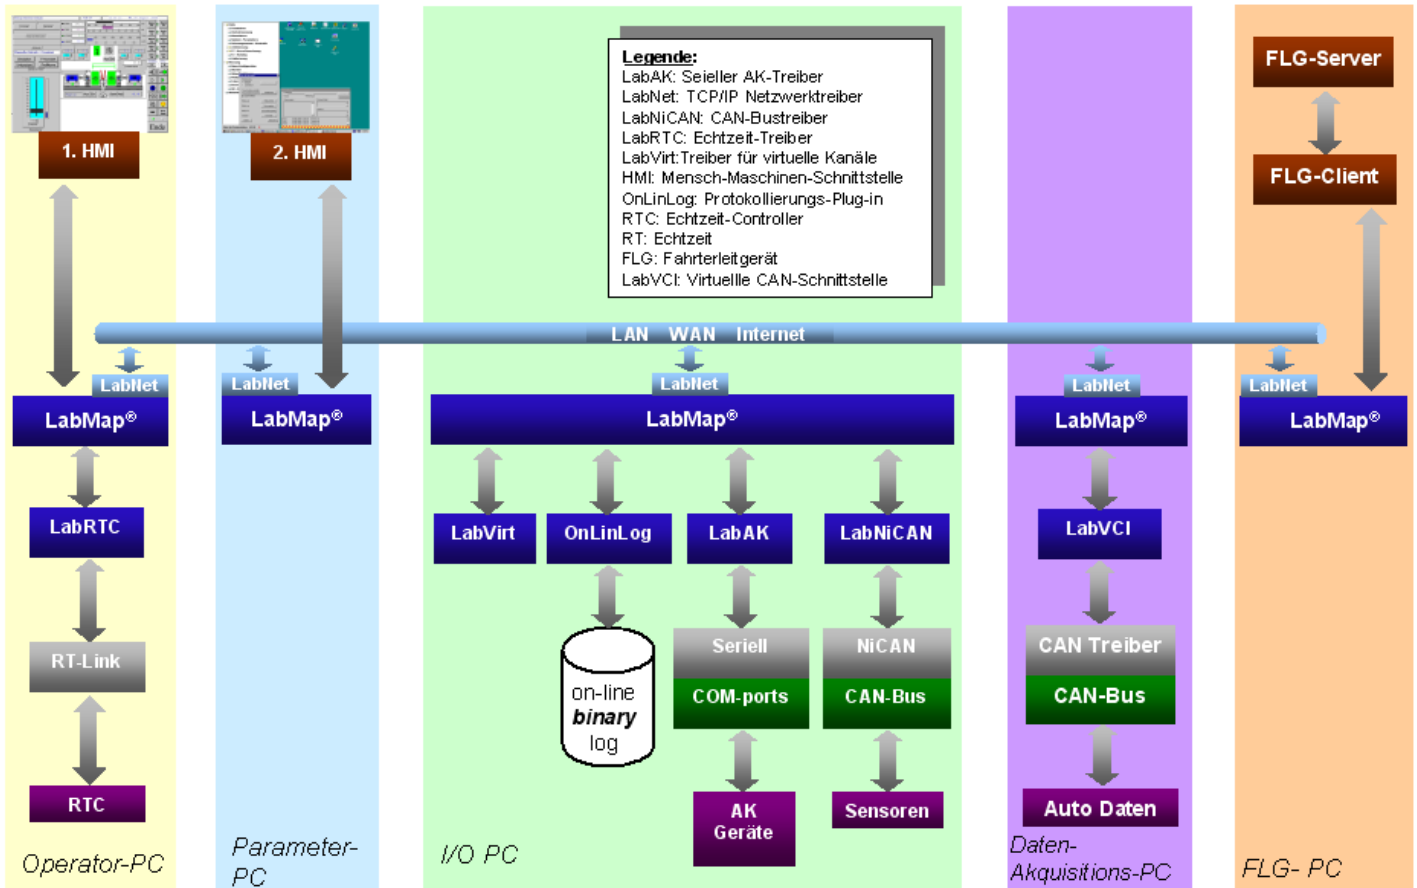 Legende:
LabAK: Seieller AK-Treiber
LabNet: TCP/IP Netzwerktreiber
LabNiCAN: CAN-Bustreiber
LabRTC: Echtzeit-Treiber
LabVirt:Treiber für virtuelle Kanäle
HMI: Mensch-Maschinen-Schnittstelle
OnLinLog: Protokollierungs-Plug-in
RTC: Echtzeit-Controller
RT: Echtzeit
FLG: Fahrterleitgerät
LabVCI: Virtuellle CAN-Schnittstelle
1. HMI
2. HMI
FLG-Server
FLG-Client
LAN WAN Internet
LabNet
LabNet
LabNet
LabNet
LabNet
LabMap®
LabMap®
LabMap®
LabMap®
LabMap®
LabRTC
LabVirt
OnLinLog
LabAK
LabNiCAN
LabVCI
RT-Link
on-line
binary
log
Seriell
COM-ports
NiCAN
CAN-Bus
CAN Treiber
CAN-Bus
RTC
AK
Geräte
Sensoren
Auto Daten
Operator-PC
Parameter-
PC
I/O PC
Daten-
Akquisitions-PC
FLG- PC